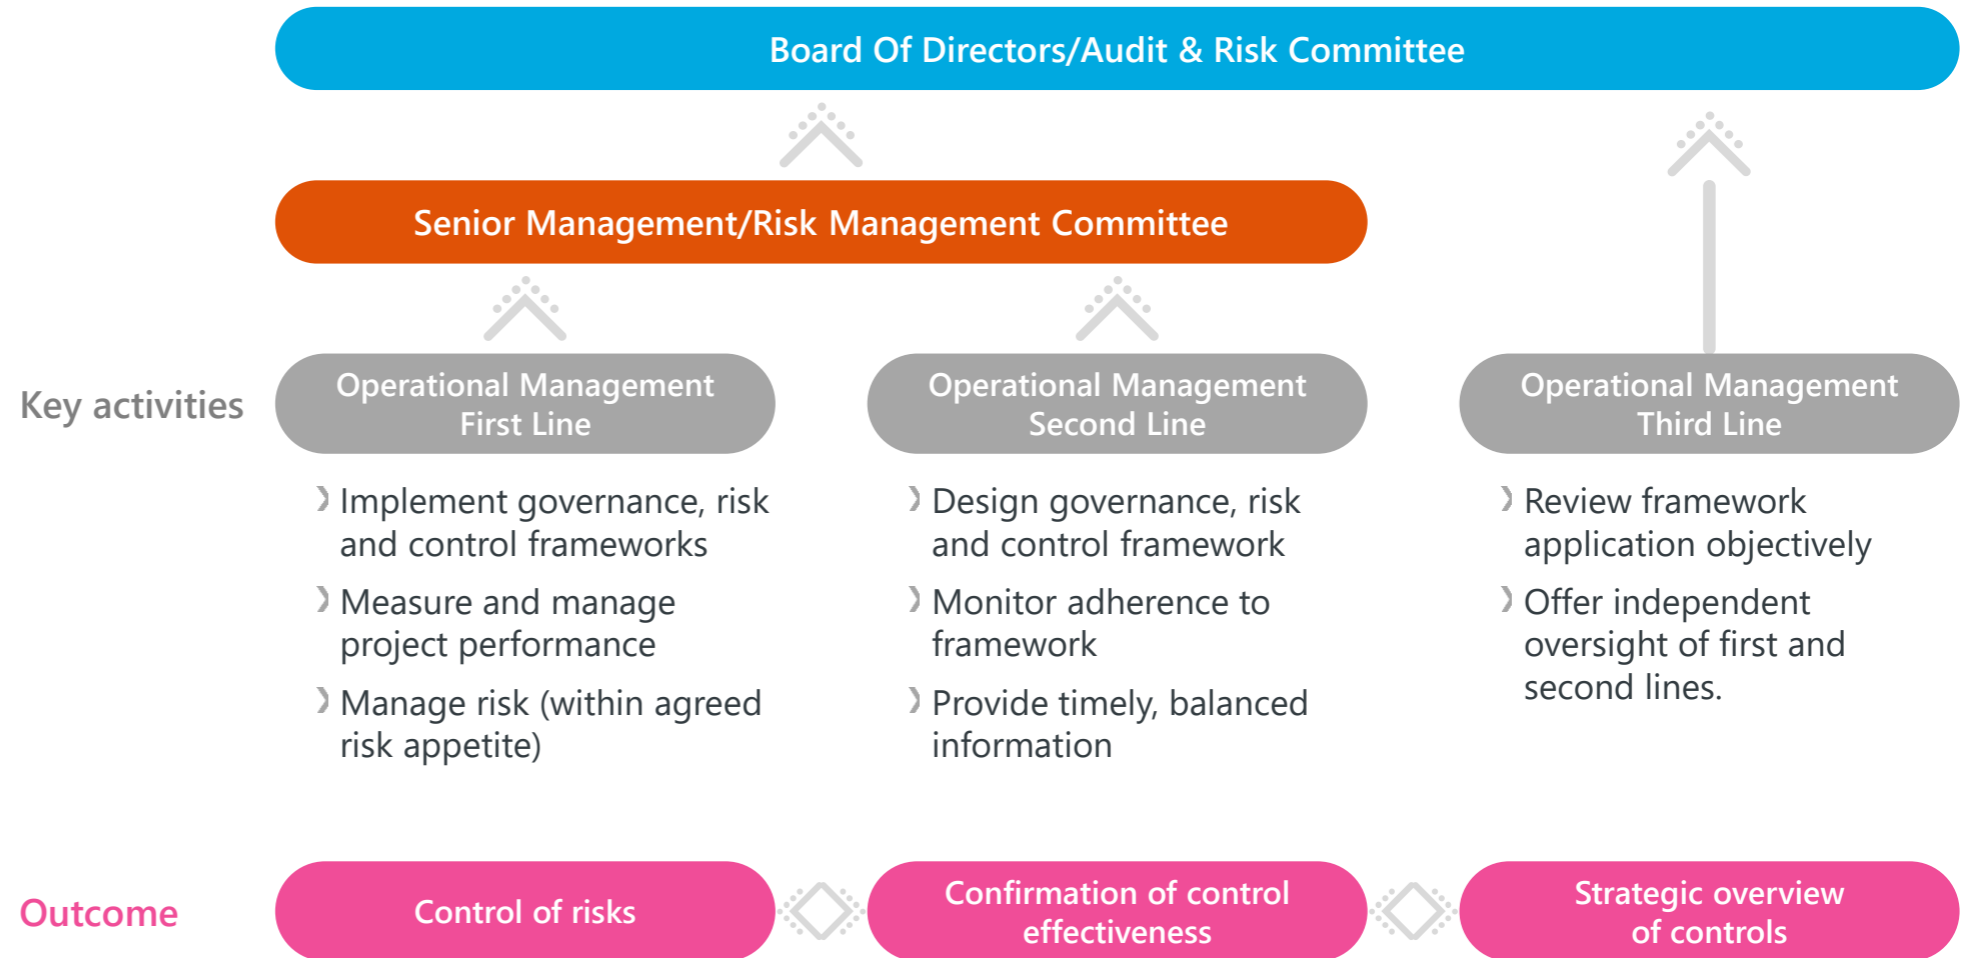 Board Of Directors/Audit & Risk Committee
Senior Management/Risk Management Committee
Key activities
Operational Management
First Line
Implement governance, risk
and control frameworks
Measure and manage
project performance
Manage risk (within agreed
risk appetite)
Operational Management
Second Line
Design governance, risk
and control framework
Monitor adherence to
framework
Provide timely, balanced
information
Operational Management
Third Line
Review framework
application objectively
Offer independent
oversight of first and
second lines.
Outcome
Control of risks
Confirmation of control
effectiveness
Strategic overview
of controls